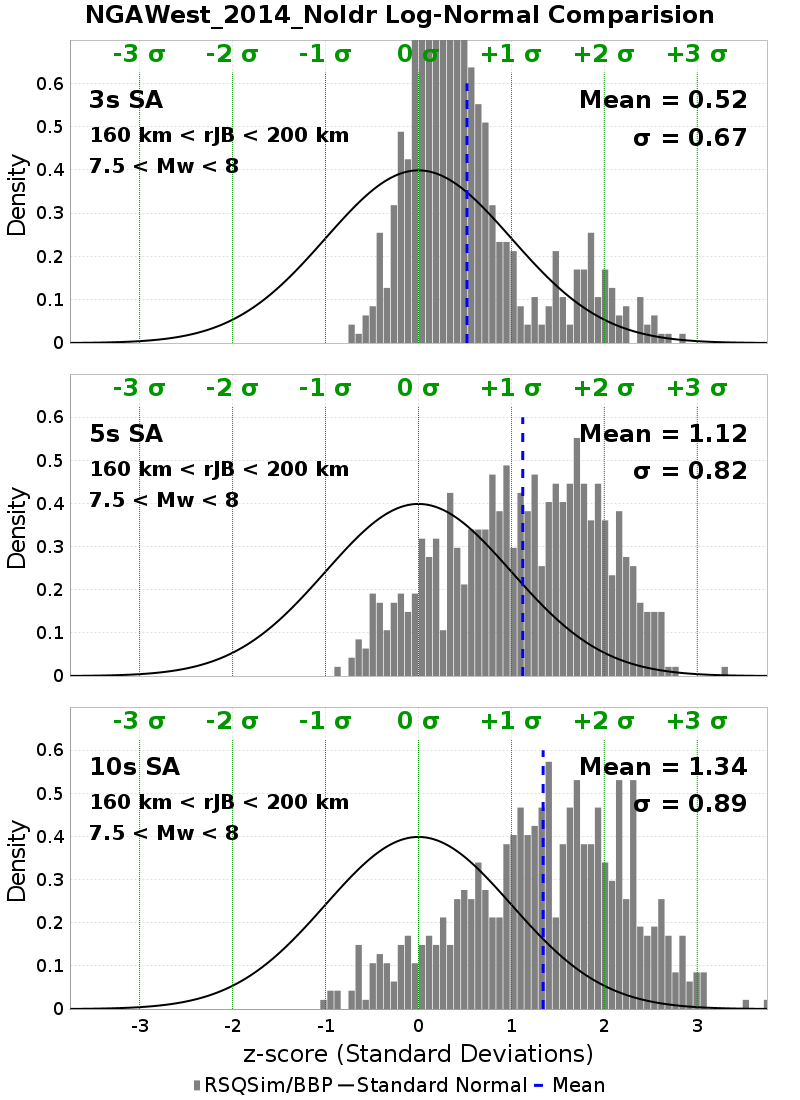 NGAWest_2014_NoIdr Log-Normal Comparision
-3 σ -2 σ -1 σ 0 σ +1 σ +2 σ +3 σ
0.6
3s SA Mean = 0.52
0.5
160 km < rJB < 200 km σ = 0.67
0.4
7.5 < Mw < 8
0.3
0.2
0.1
0
Density
-3 σ -2 σ -1 σ 0 σ +1 σ +2 σ +3 σ
0.6
5s SA Mean = 1.12
0.5
160 km < rJB < 200 km σ = 0.82
0.4
7.5 < Mw < 8
0.3
0.2
0.1
0
Density
-3 σ -2 σ -1 σ 0 σ +1 σ +2 σ +3 σ
0.6
10s SA Mean = 1.34
0.5
160 km < rJB < 200 km σ = 0.89
0.4
7.5 < Mw < 8
0.3
0.2
0.1
0
Density
-3 -2 -1 0 1 2 3
z-score (Standard Deviations)
RSQSim/BBP Standard Normal Mean